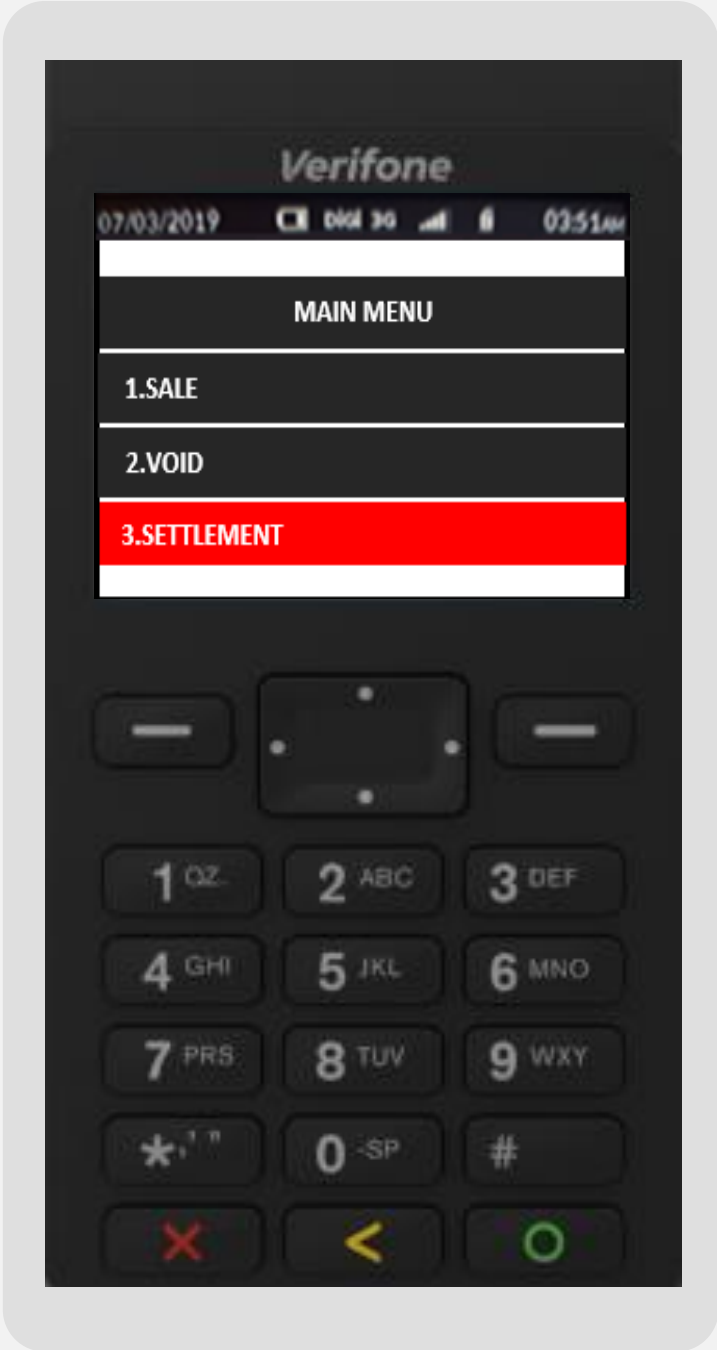 Verifone
07/03/2019 DIGI 3G 03:51AM
MAIN MENU
1.SALE
2.VOID
3.SETTLEMENT
1 QZ. 2 ABC 3 DEF
4 GHI 5 JKL 6 MNO
7 PRS 8 TUV 9 WXY
*,' " 0 -SP #